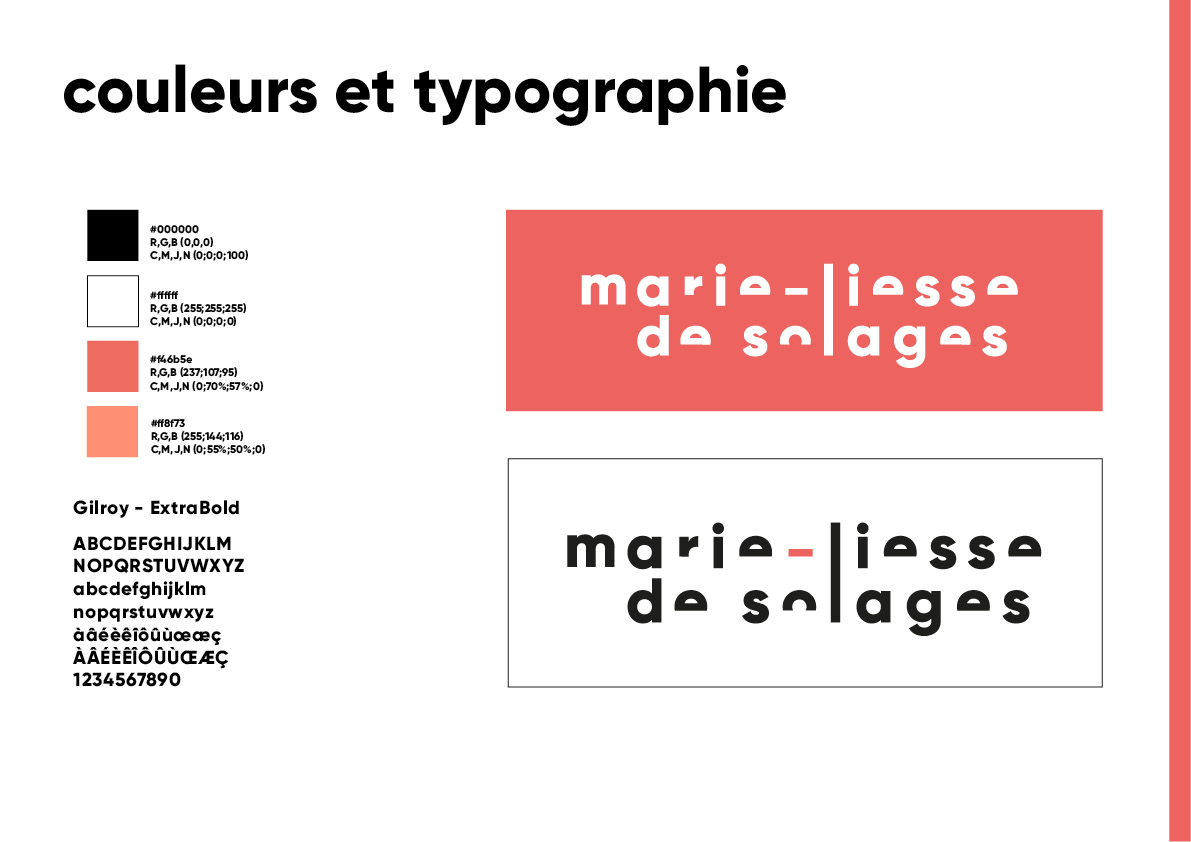 couleurs et typographie
#000000
R,G,B (0,0,0)
C,M,J,N (0;0;0;100)
#ffffff
R,G,B (255;255;255)
C,M,J,N (0;0;0;0)
#f46b5e
R,G,B (237;107;95)
C,M,J,N (0;70%;57%;0)
#ff8f73
R,G,B (255;144;116)
C,M,J,N (0;55%;50%;0)
Gilroy - ExtraBold
ABCDEFGHIJKLM
NOPQRSTUVWXYZ
abcdefghijklm
nopqrstuvwxyz
àâéèêîôûùœæç
ÀÂÉÈÊÎÔÛÙŒÆÇ
1234567890
marie-liesse
de solages
marie-liesse
de solages